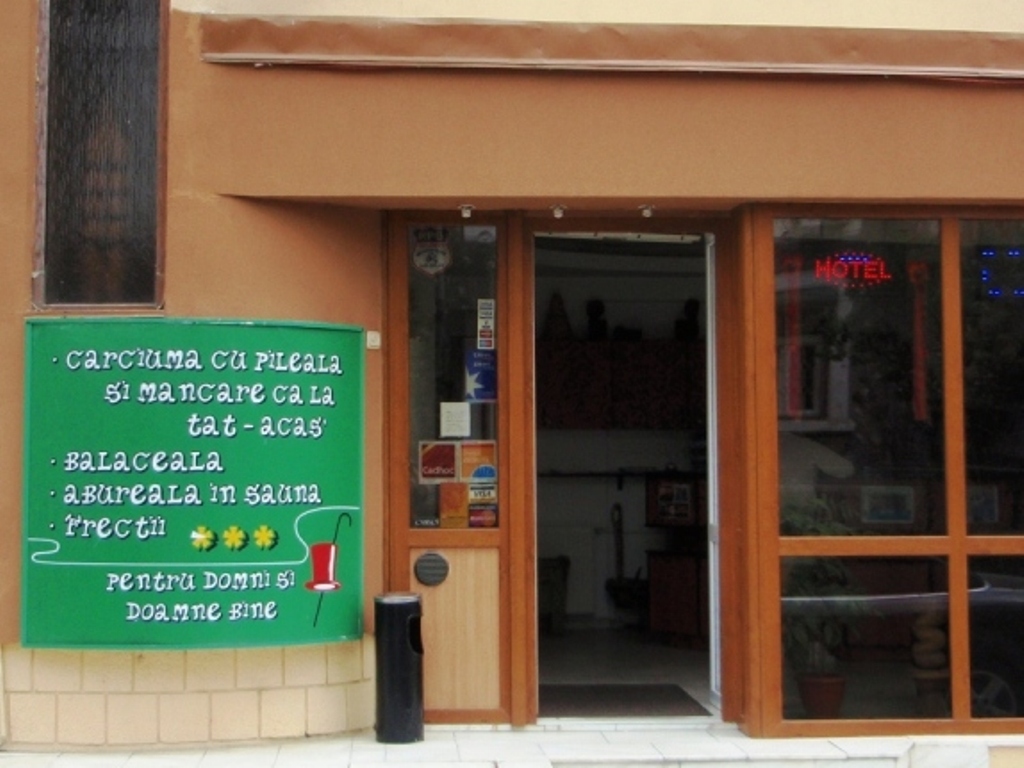 · CARCIUMA CU PILEALA
SI MANCARE CA LA
tat-acas'
· BALACEALA
· ABUREALA IN SAUNA
· FRECTII
PENTRU DOMNI SI
DOAMNE BINE
HOTEL
Cadhoc
VISA